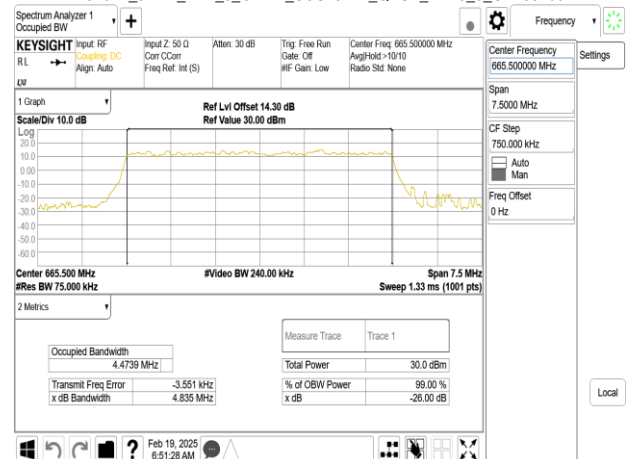 Spectrum Analyzer 1
Occupied BW
Frequency
KEYSIGHT
RL
Input: RF
Coupling: DC
Align: Auto
Input Z: 50 Ω
Corr CCorr
Freq Ref: Int (S)
Atten: 30 dB
Trig: Free Run
Gate: Off
#IF Gain: Low
Center Freq: 665.500000 MHz
Avg|Hold:>10/10
Radio Std: None
Center Frequency
665.500000 MHz
Settings
Span
7.5000 MHz
CF Step
750.000 kHz
Auto
Man
Freq Offset
0 Hz
Local
1 Graph
Scale/Div 10.0 dB
Ref Lvl Offset 14.30 dB
Ref Value 30.00 dBm
Log
20.0
10.0
0.00
-10.0
-20.0
-30.0
-40.0
-50.0
-60.0
Center 665.500 MHz
#Res BW 75.000 kHz
#Video BW 240.00 kHz
Span 7.5 MHz
Sweep 1.33 ms (1001 pts)
2 Metrics
Measure Trace
Trace 1
Occupied Bandwidth
4.4739 MHz
Total Power
30.0 dBm
Transmit Freq Error
-3.551 kHz
% of OBW Power
99.00 %
x dB Bandwidth
4.835 MHz
x dB
-26.00 dB
?
Feb 19, 2025
6:51:28 AM